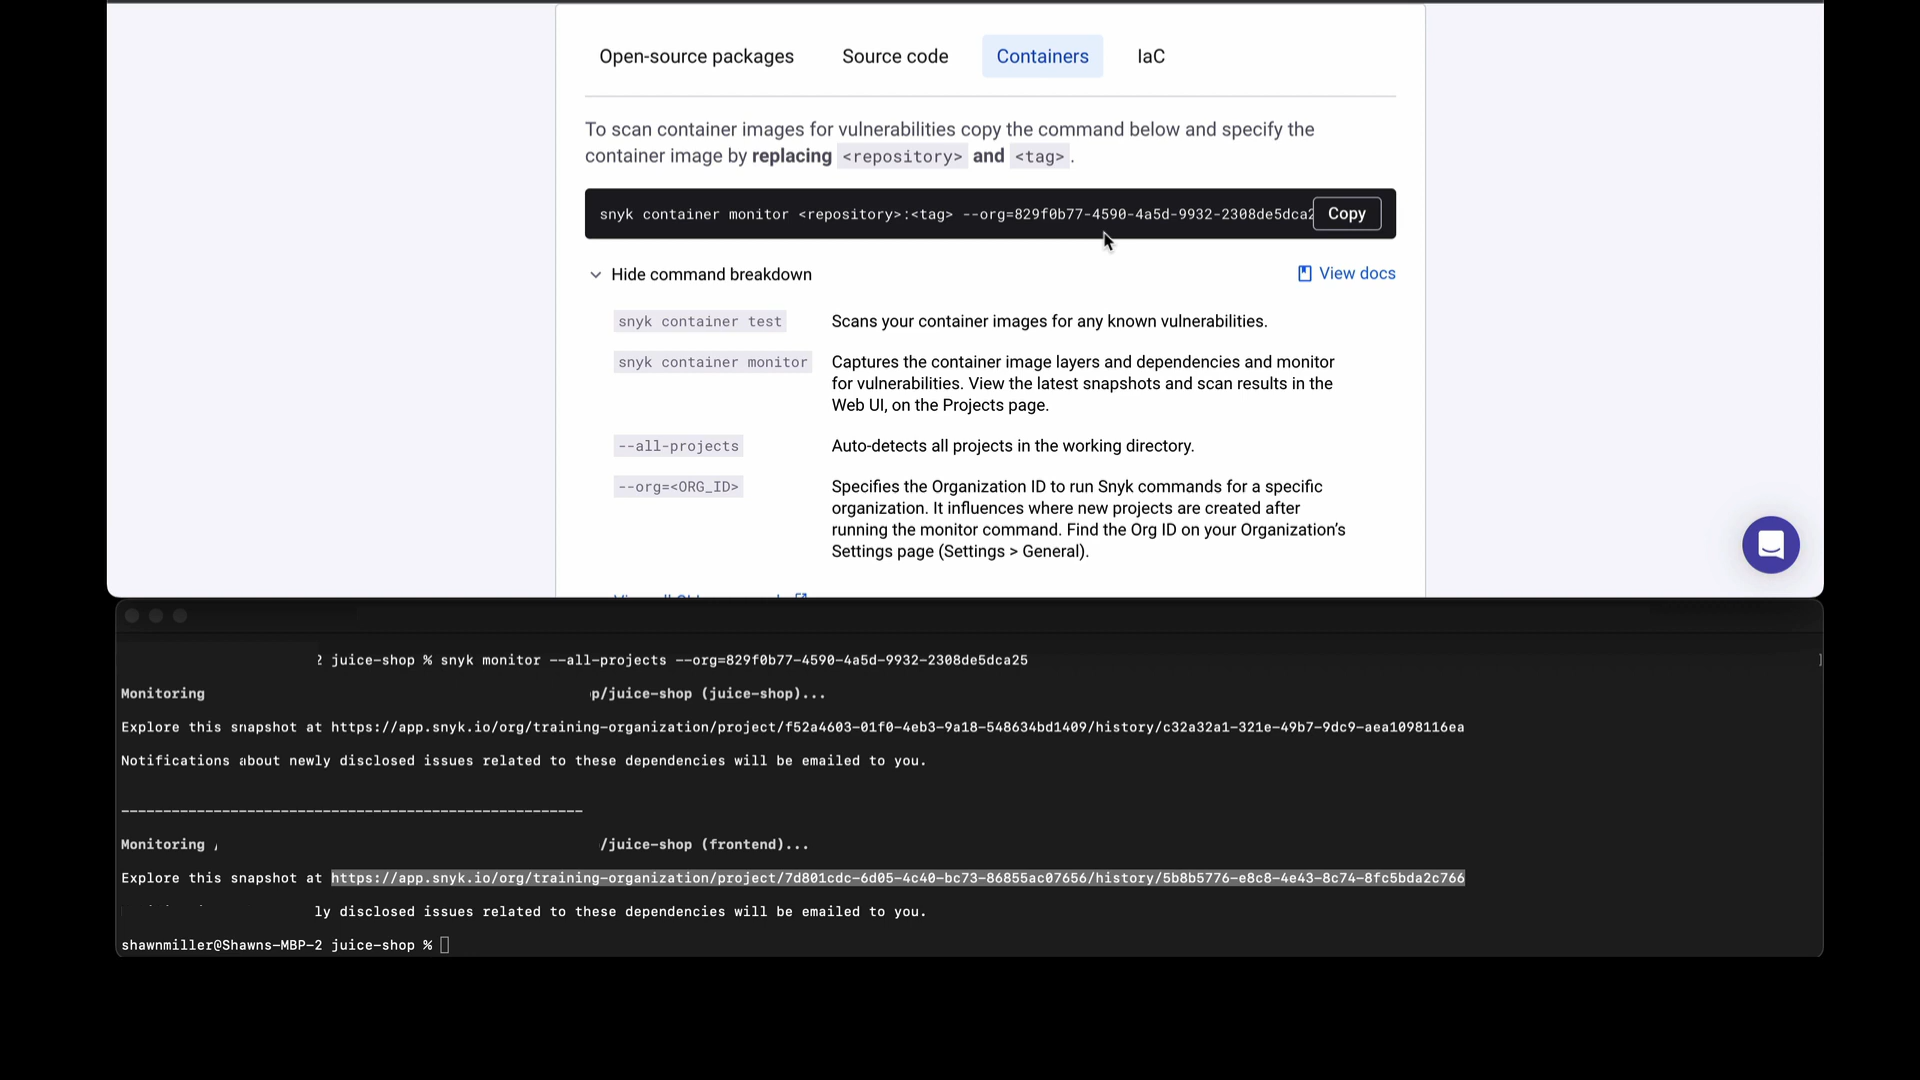 Open-source packages Source code Containers IaC
To scan container images for vulnerabilities copy the command below and specify the
container image by replacing <repository> and <tag> .
snyk container monitor <repository>:<tag> --org=829f0b77-4590-4a5d-9932-2308de5dca2 Copy
Hide command breakdown View docs
snyk container test Scans your container images for any known vulnerabilities.
snyk container monitor Captures the container image layers and dependencies and monitor
for vulnerabilities. View the latest snapshots and scan results in the
Web UI, on the Projects page.
--all-projects Auto-detects all projects in the working directory.
--org=<ORG_ID> Specifies the Organization ID to run Snyk commands for a specific
organization. It influences where new projects are created after
running the monitor command. Find the Org ID on your Organization's
Settings page (Settings > General).
2 juice-shop % snyk monitor --all-projects --org=829f0b77-4590-4a5d-9932-2308de5dca25
Monitoring p/juice-shop (juice-shop)...
Explore this snapshot at https://app.snyk.io/org/training-organization/project/f52a4603-01f0-4eb3-9a18-548634bd1409/history/c32a32a1-321e-49b7-9dc9-aea1098116ea
Notifications about newly disclosed issues related to these dependencies will be emailed to you.
-------------------------------------------------------
Monitoring /juice-shop (frontend)...
Explore this snapshot at https://app.snyk.io/org/training-organization/project/7d801cdc-6d05-4c40-bc73-86855ac07656/history/5b8b5776-e8c8-4e43-8c74-8fc5bda2c766
ly disclosed issues related to these dependencies will be emailed to you.
shawnmiller@Shawns-MBP-2 juice-shop %